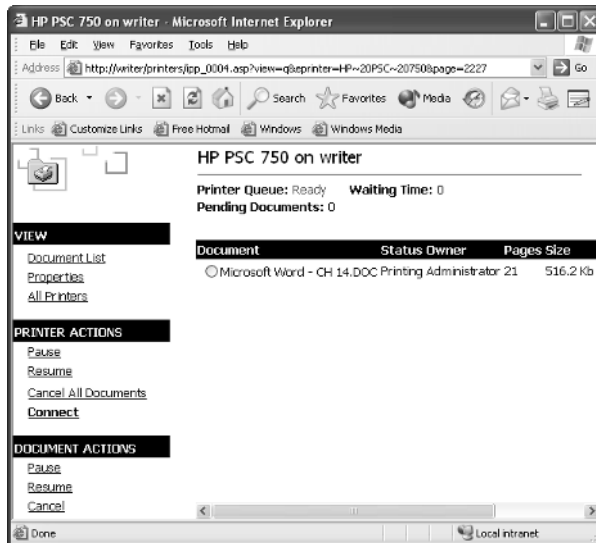 HP PSC 750 on writer - Microsoft Internet Explorer
File Edit View Favorites Tools Help
Address http://writer/printers/ipp_0004.asp?view=q&eprinter=HP~20PSC~20750&page=2227 Go
Back Search Favorites Media
Links Customize Links Free Hotmail Windows Windows Media
HP PSC 750 on writer
Printer Queue: Ready Waiting Time: 0
Pending Documents: 0
VIEW
Document List
Properties
All Printers
Document Status Owner Pages Size
Microsoft Word - CH 14.DOC Printing Administrator 21 516.2 Kb
PRINTER ACTIONS
Pause
Resume
Cancel All Documents
Connect
DOCUMENT ACTIONS
Pause
Resume
Cancel
Done Local intranet